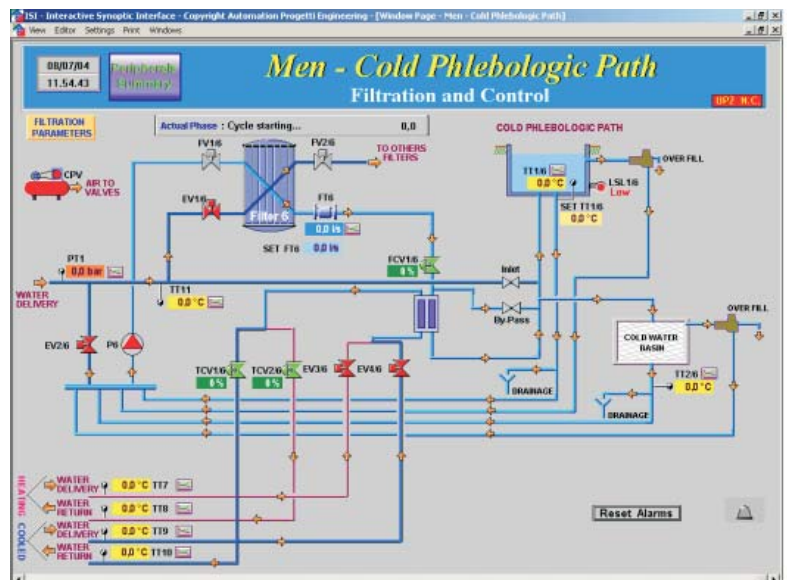 ISI - Interactive Synoptic Interface - Copyright Automation Progetti Engineering - [Window Page - Men - Cold Phlebologic Path]
View Editor Settings Print Windows
08/07/04
11.54.43
Peripherals
Summary
Men - Cold Phlebologic Path
Filtration and Control
UP2 N.C.
FILTRATION
PARAMETERS
Actual Phase : Cycle starting... 0,0
COLD PHLEBOLOGIC PATH
FV1/6
FV2/6
TO OTHERS
FILTERS
OVER FILL
CPV
AIR TO
VALVES
TT1/6
0,0 °C
LSL1/6
Low
EV1/6
Filter 6
FT6
0,0 l/s
SET TT1/6
0,0 °C
SET FT6 0,0 l/s
PT1
0,0 bar
FCV1/6
0 %
Inlet
WATER
DELIVERY
TT11
0,0 °C
By-Pass
OVER FILL
EV2/6
P6
COLD WATER
BASIN
TCV1/6
0 %
TCV2/6
0 %
EV3/6
EV4/6
TT2/6
0,0 °C
DRAINAGE
DRAINAGE
HEATING
WATER
DELIVERY
0,0 °C TT7
WATER
RETURN
0,0 °C TT8
COOLED
WATER
DELIVERY
0,0 °C TT9
WATER
RETURN
0,0 °C TT10
Reset Alarms